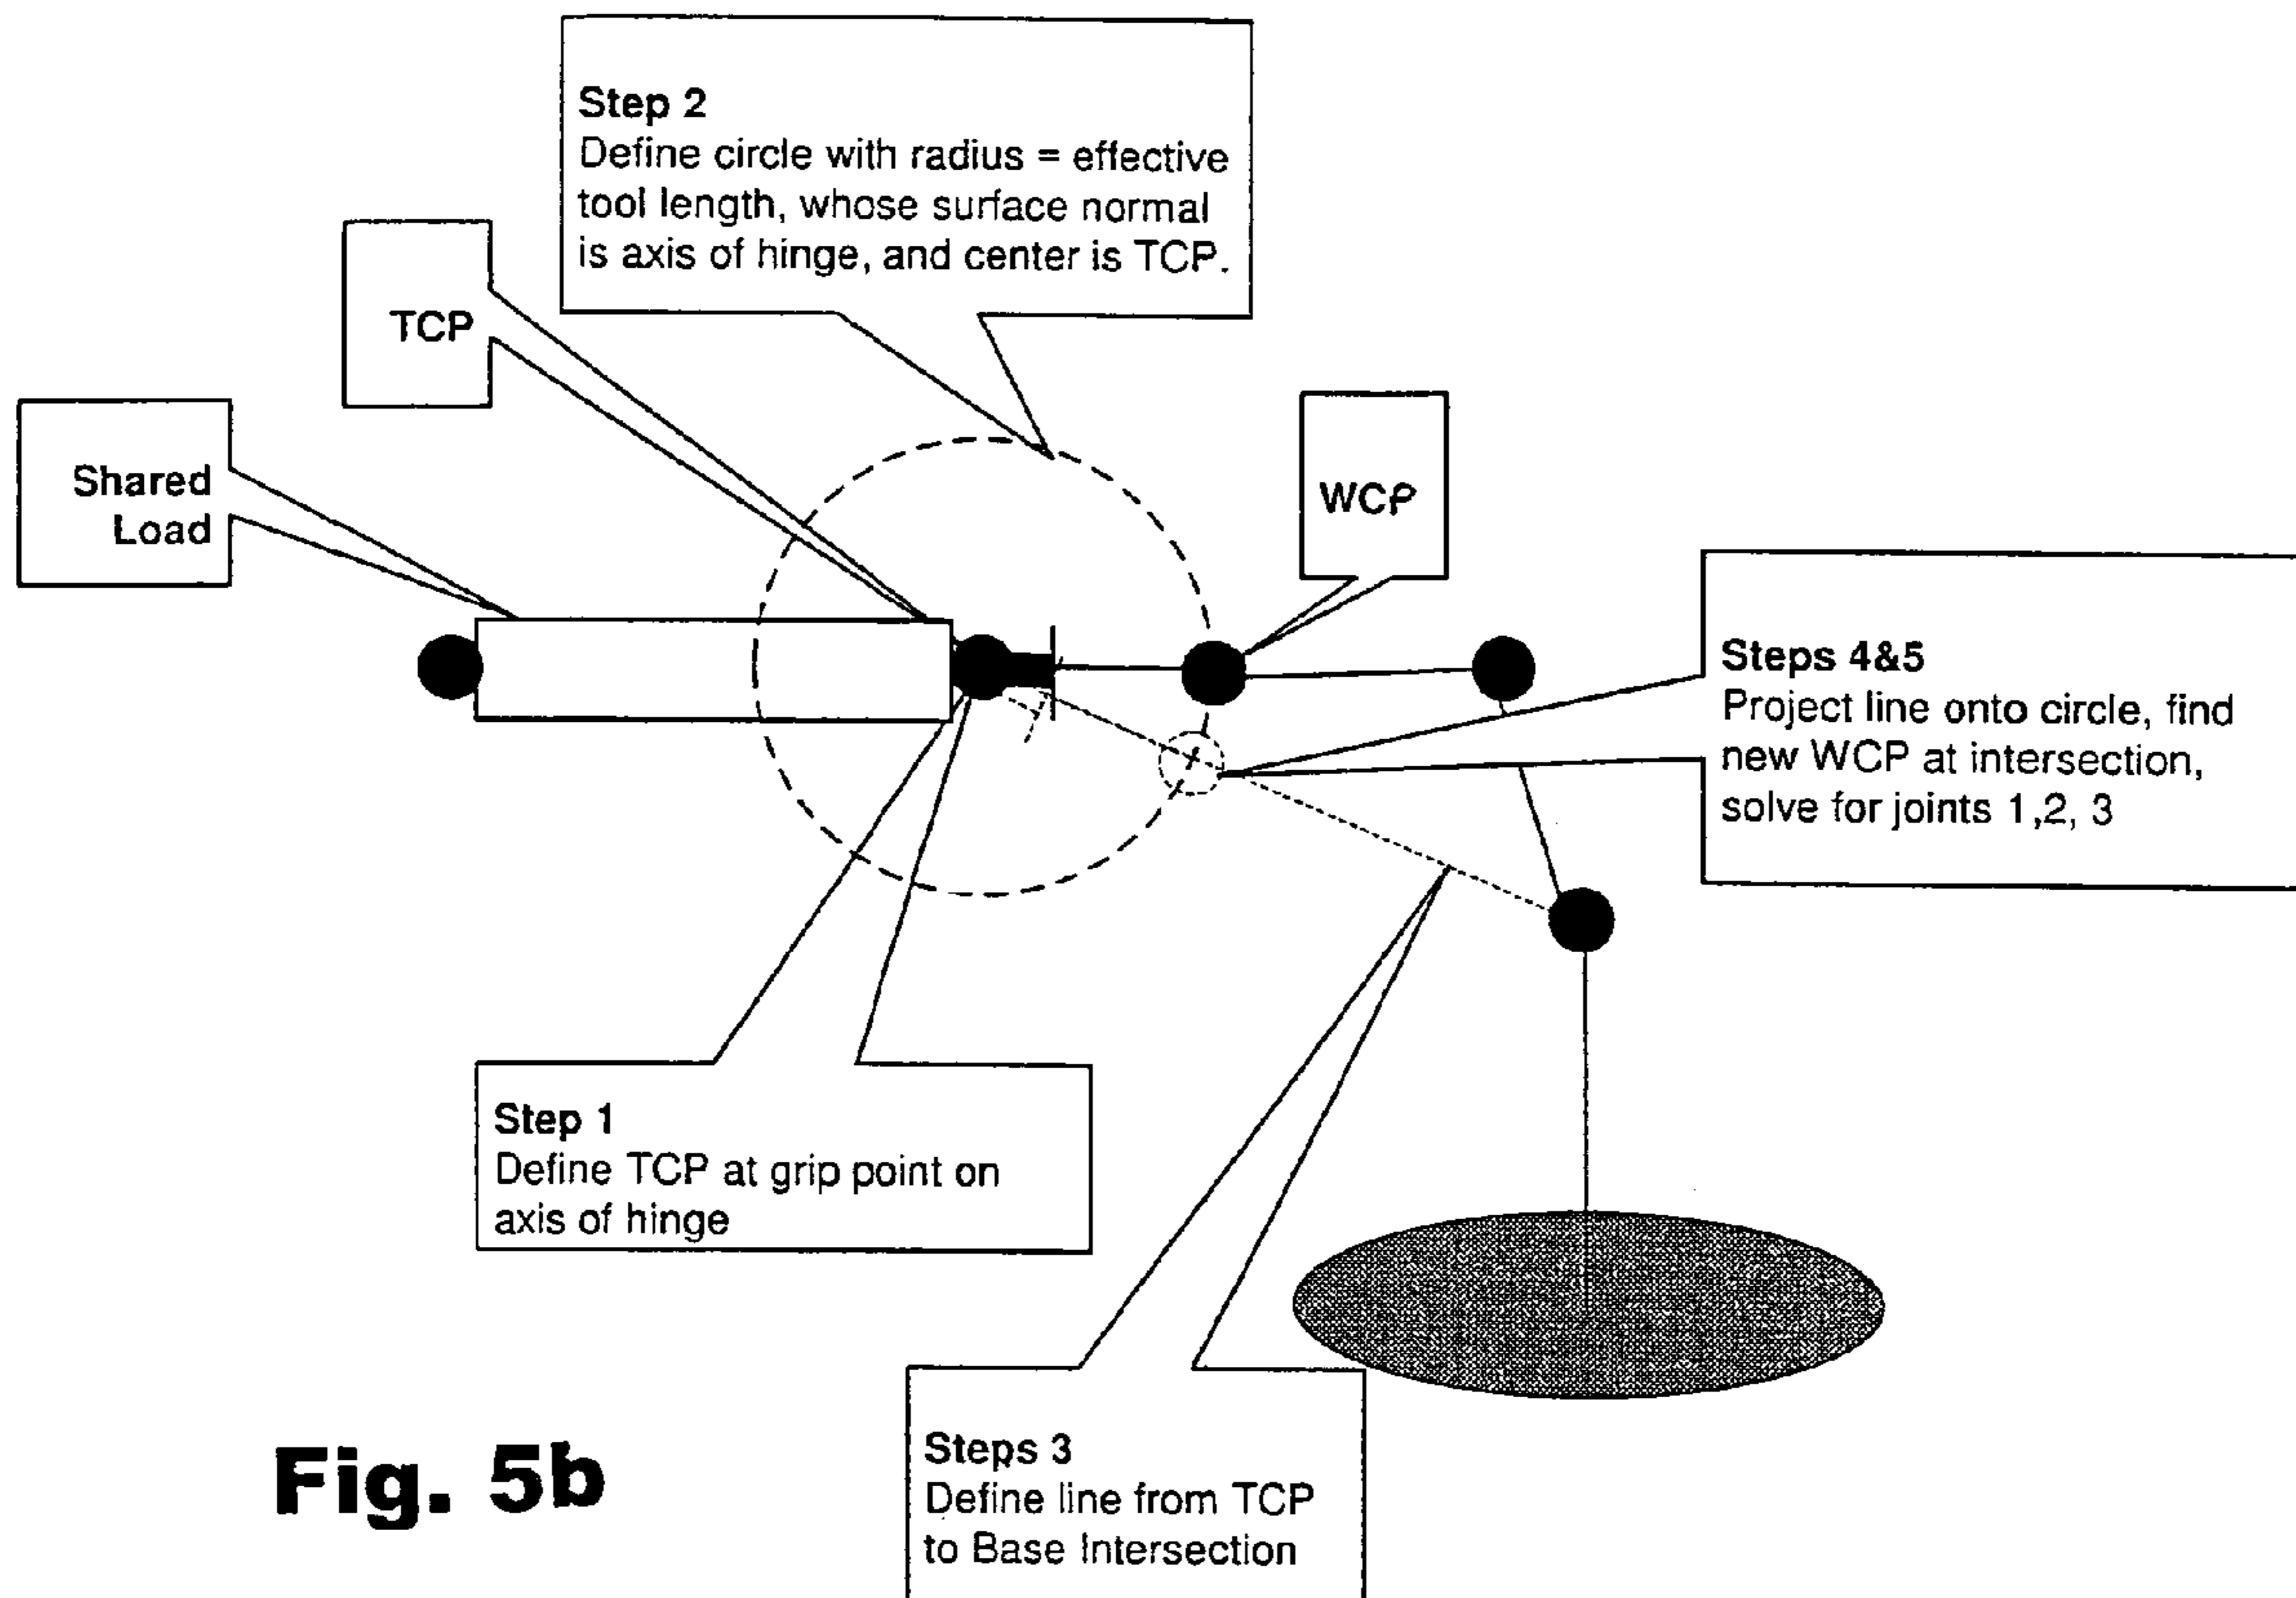 Step 2
Define circle with radius = effective
tool length, whose surface normal
is axis of hinge, and center is TCP.
TCP
Shared
Load
WCP
Steps 4&5
Project line onto circle, find
new WCP at intersection,
solve for joints 1,2, 3
Step 1
Define TCP at grip point on
axis of hinge
Steps 3
Define line from TCP
to Base Intersection
Fig. 5b